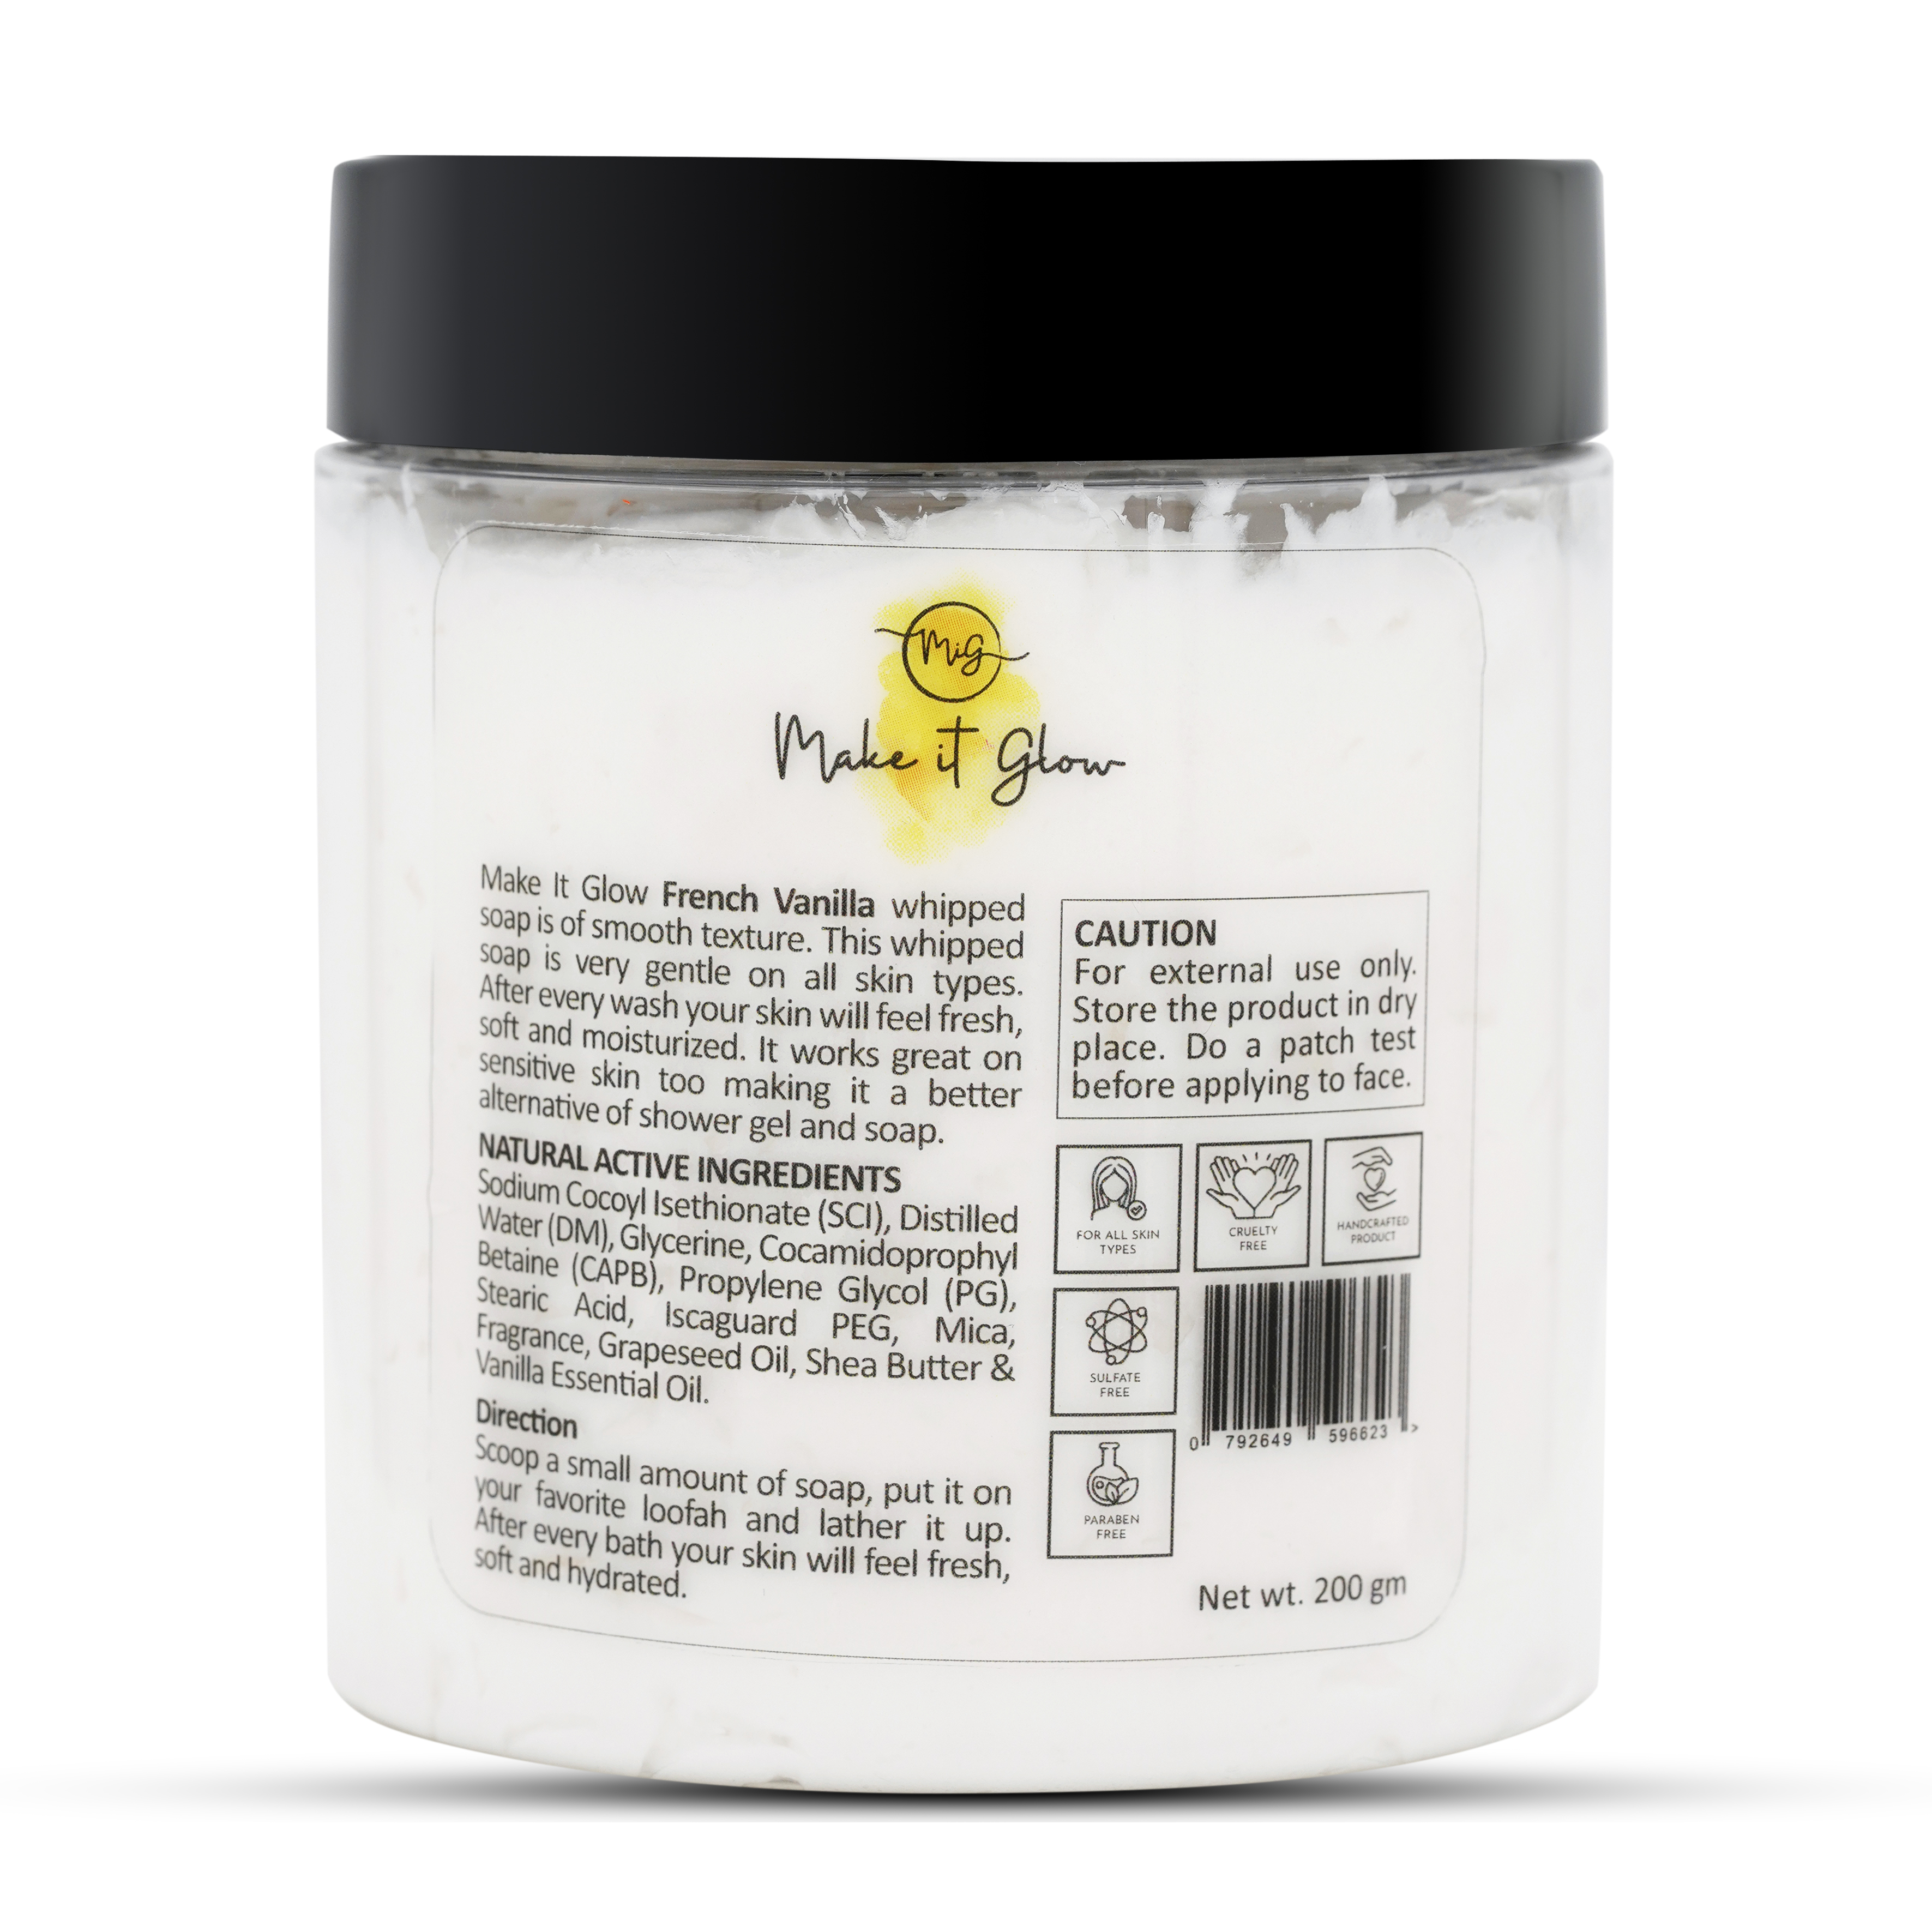 MiG
Make it Glow
Make It Glow French Vanilla whipped
soap is of smooth texture. This whipped
soap is very gentle on all skin types.
After every wash your skin will feel fresh,
soft and moisturized. It works great on
sensitive skin too making it a better
alternative of shower gel and soap.
NATURAL ACTIVE INGREDIENTS
Sodium Cocoyl Isethionate (SCI), Distilled
Water (DM), Glycerine, Cocamidoprophyl
Betaine (CAPB), Propylene Glycol (PG),
Stearic Acid, Iscaguard PEG, Mica,
Fragrance, Grapeseed Oil, Shea Butter &
Vanilla Essential Oil.
Direction
Scoop a small amount of soap, put it on
your favorite loofah and lather it up.
After every bath your skin will feel fresh,
soft and hydrated.
CAUTION
For external use only.
Store the product in dry
place. Do a patch test
before applying to face.
FOR ALL SKIN
TYPES
CRUELTY
FREE
HANDCRAFTED
PRODUCT
SULFATE
FREE
0 792649 596623 >
PARABEN
FREE
Net wt. 200 gm